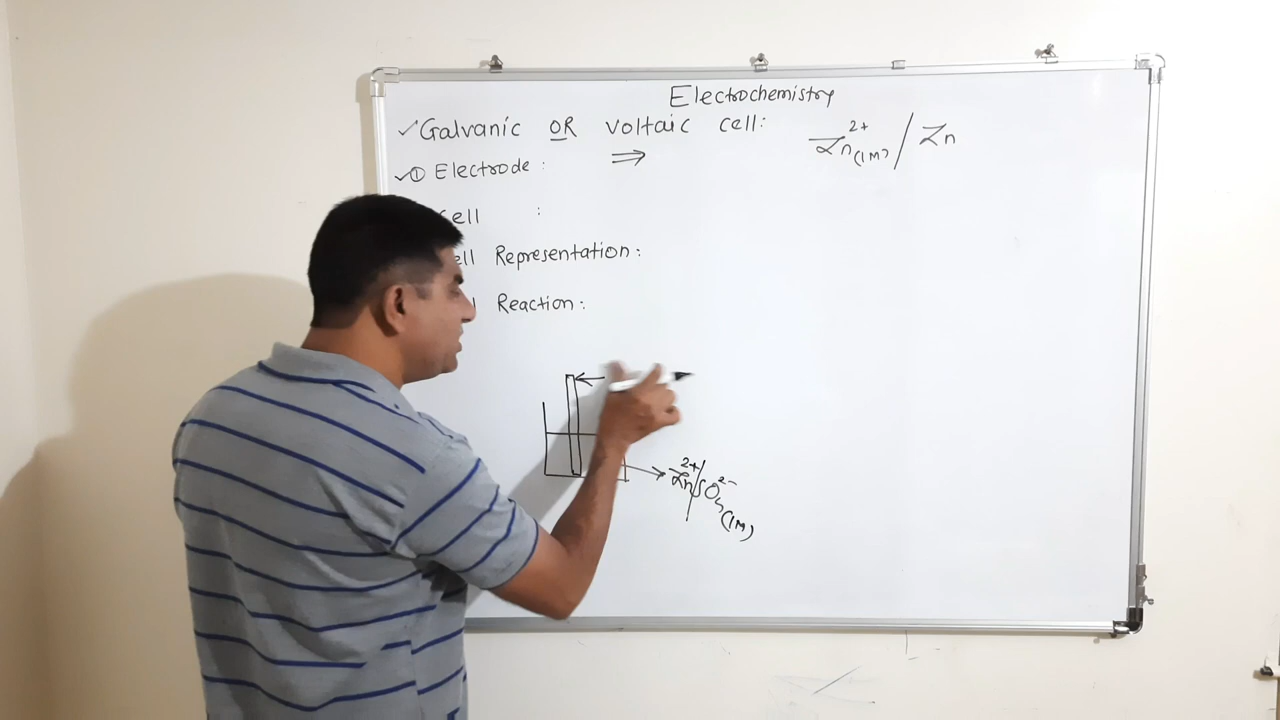 Electrochemistry
✓Galvanic OR voltaic cell:
Zn²⁺(1M) / Zn
✓① Electrode : ⇒
cell :
ell Representation:
Reaction:
Zn²⁺/SO₄²⁻
(1M)